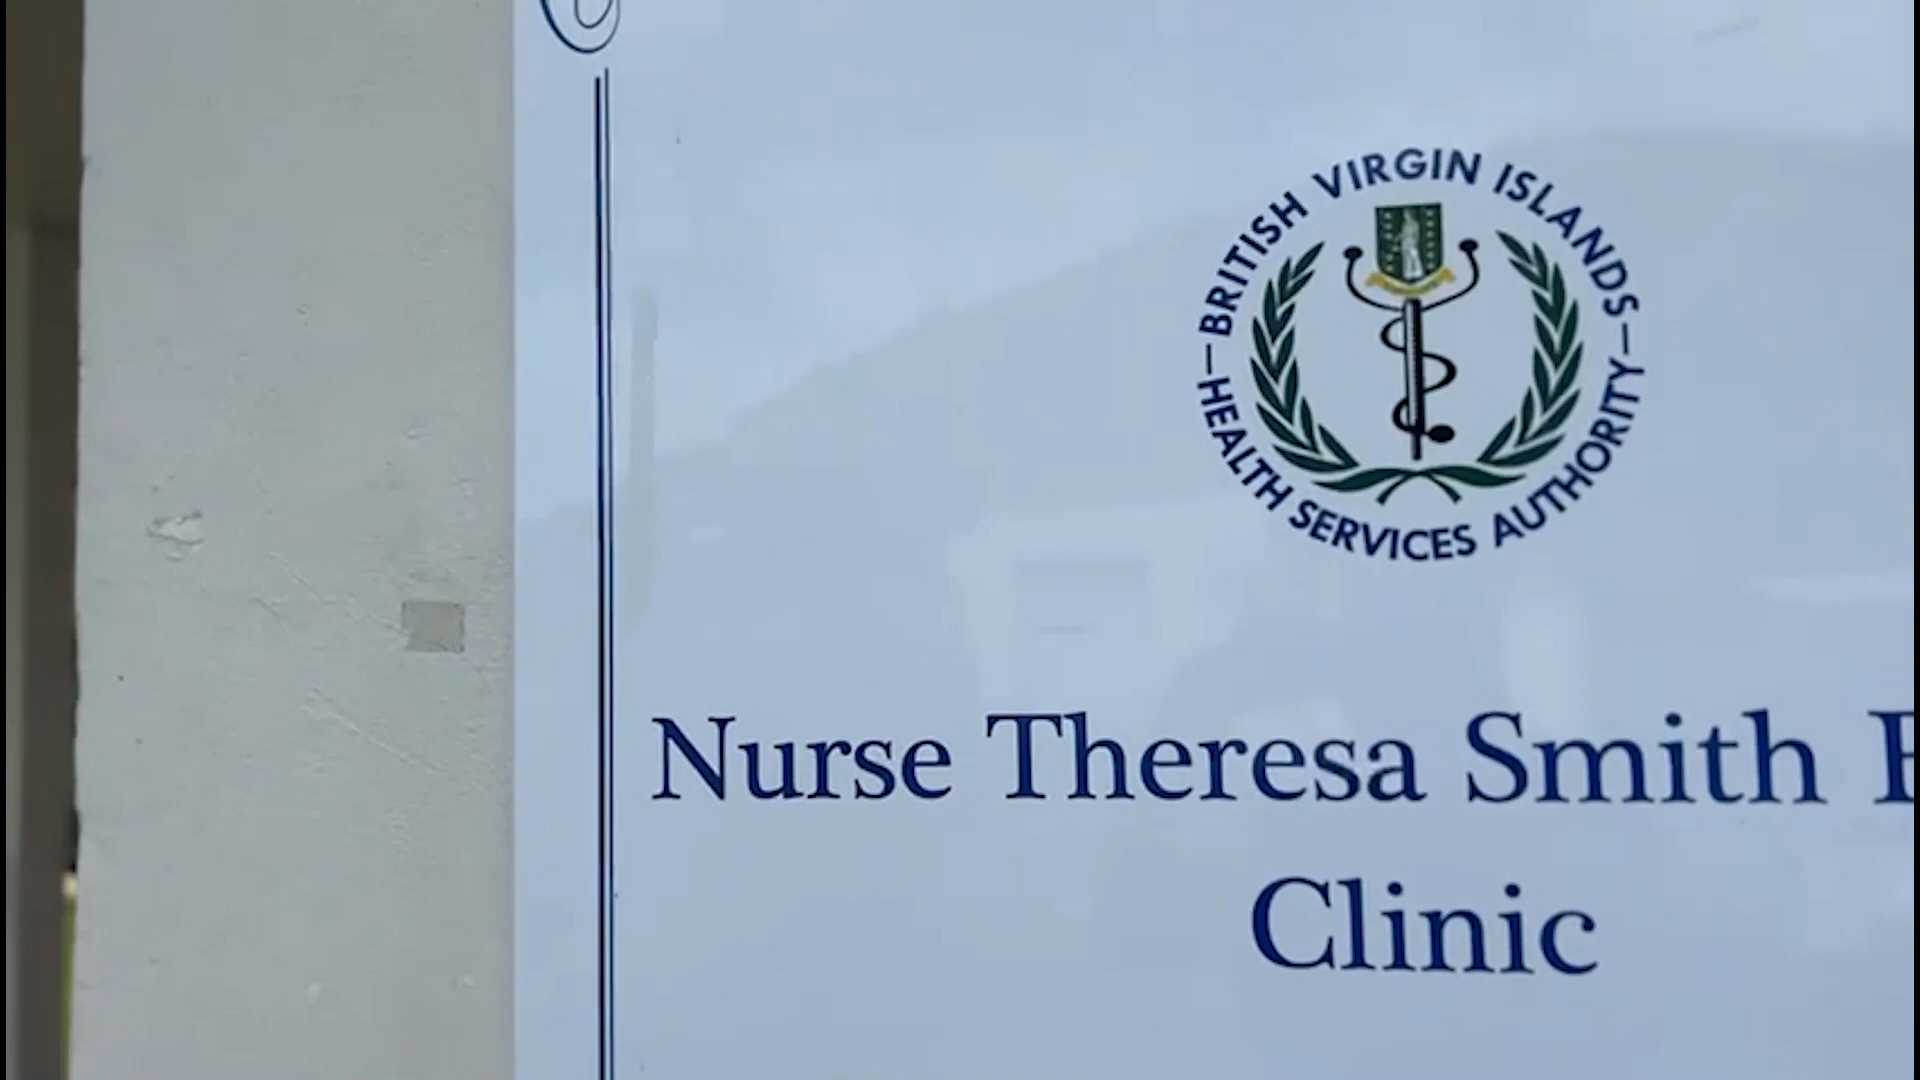 BRITISH VIRGIN ISLANDS
HEALTH SERVICES AUTHORITY
Nurse Theresa Smith
Clinic